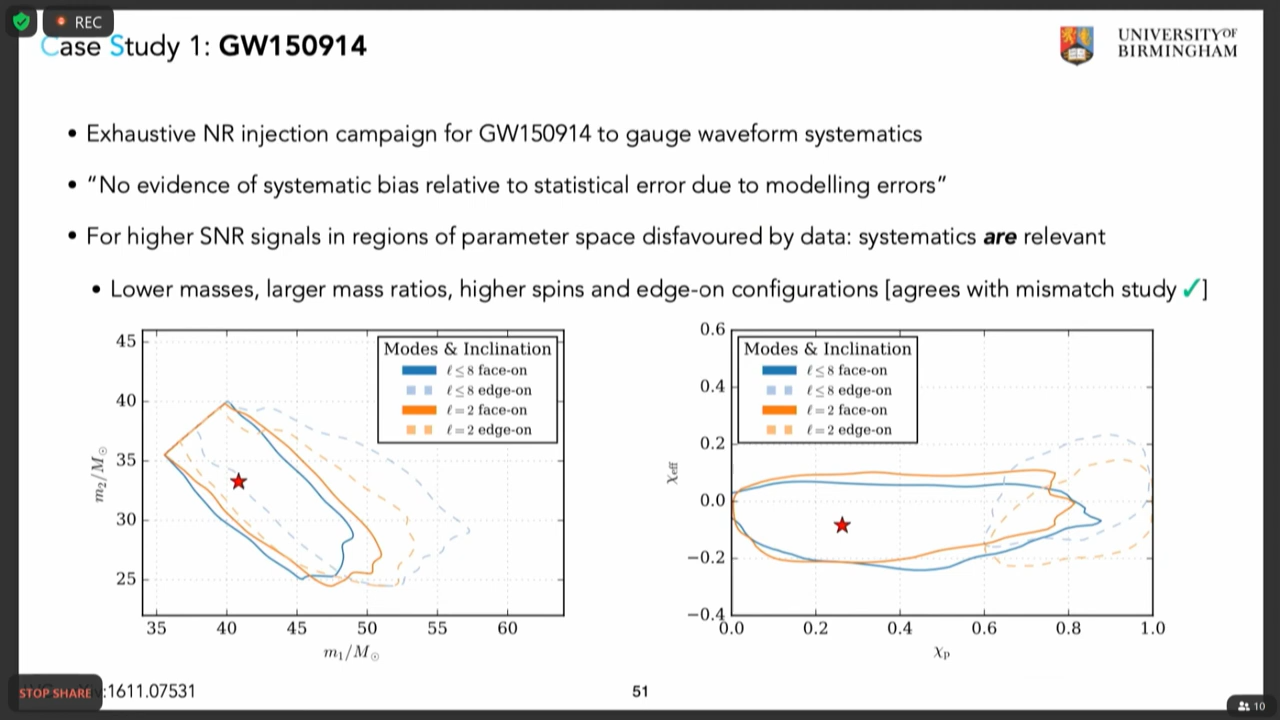 REC
Case Study 1: GW150914
UNIVERSITY OF
BIRMINGHAM
• Exhaustive NR injection campaign for GW150914 to gauge waveform systematics
• “No evidence of systematic bias relative to statistical error due to modelling errors”
• For higher SNR signals in regions of parameter space disfavoured by data: systematics are relevant
• Lower masses, larger mass ratios, higher spins and edge-on configurations [agrees with mismatch study ✓]
Modes & Inclination
ℓ ≤ 8 face-on
ℓ ≤ 8 edge-on
ℓ = 2 face-on
ℓ = 2 edge-on
45
40
35
30
25
m₂/M☉
35 40 45 50 55 60
m₁/M☉
Modes & Inclination
ℓ ≤ 8 face-on
ℓ ≤ 8 edge-on
ℓ = 2 face-on
ℓ = 2 edge-on
0.6
0.4
0.2
0.0
−0.2
−0.4
χeff
0.0 0.2 0.4 0.6 0.8 1.0
χp
STOP SHARE
:1611.07531
51
10